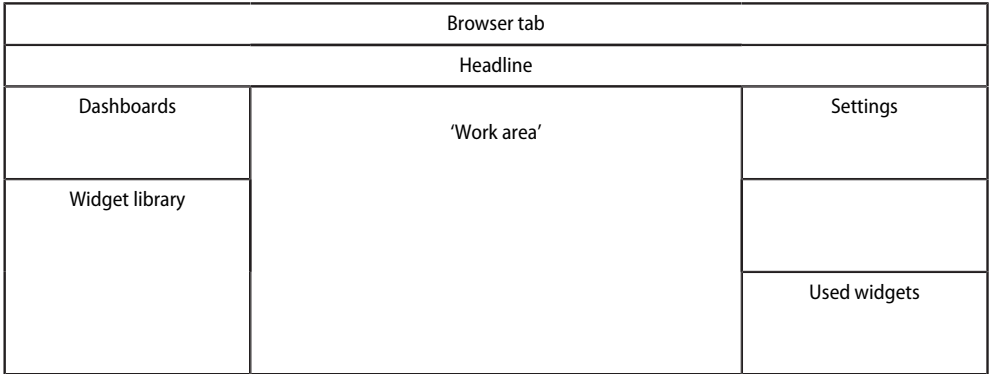 Browser tab
Headline
Dashboards
‘Work area’
Settings
Widget library
Used widgets